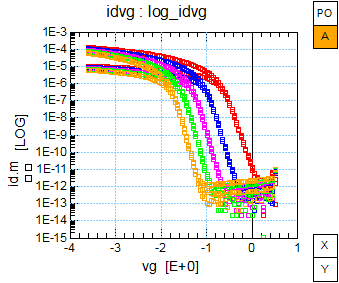 idvg : log_idvg
PO
A
1E-3
1E-4
1E-5
1E-6
1E-7
1E-8
1E-9
1E-10
1E-11
1E-12
1E-13
1E-14
1E-15
id.m [LOG]
-4 -3 -2 -1 0 1
vg [E+0]
X
Y